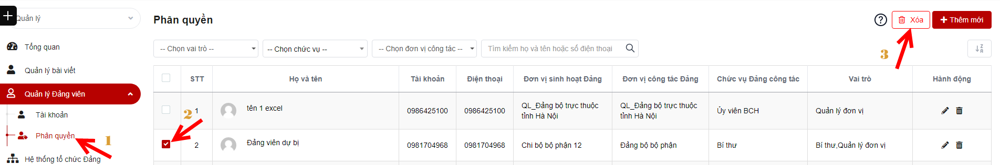 Quản lý
Tổng quan
Quản lý bài viết
Quản lý Đảng viên
Tài khoản
Phân quyền
1
Hệ thống tổ chức Đảng
Phân quyền
?
Xóa
Thêm mới
3
-- Chọn vai trò --
-- Chọn chức vụ --
-- Chọn đơn vị công tác --
Tìm kiếm họ và tên hoặc số điện thoại
Z
A
STT Họ và tên Tài khoản Điện thoại Đơn vị sinh hoạt Đảng Đơn vị công tác Đảng Chức vụ Đảng công tác Vai trò Hành động
2
1 tên 1 excel 0986425100 0986425100 QL_Đảng bộ trực thuộc QL_Đảng bộ trực thuộc Ủy viên BCH Quản lý đơn vị
tỉnh Hà Nội tỉnh Hà Nội
2 Đảng viên dự bị 0981704968 0981704968 Chi bộ bộ phận 12 Đảng bộ bộ phận Bí thư Bí thư,Quản lý đơn vị